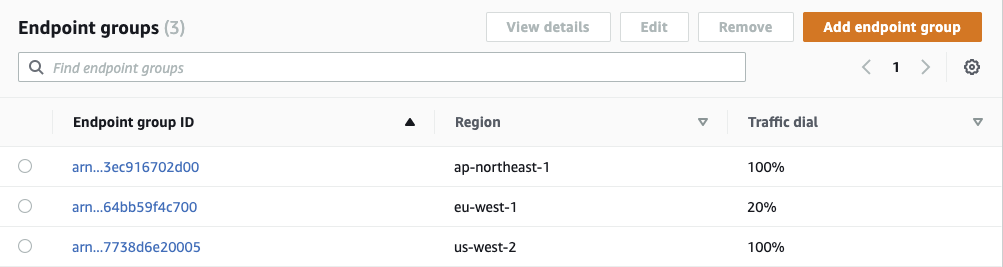 Endpoint groups (3) View details Edit Remove Add endpoint group
Find endpoint groups 1
Endpoint group ID Region Traffic dial
arn...3ec916702d00 ap-northeast-1 100%
arn...64bb59f4c700 eu-west-1 20%
arn...7738d6e20005 us-west-2 100%